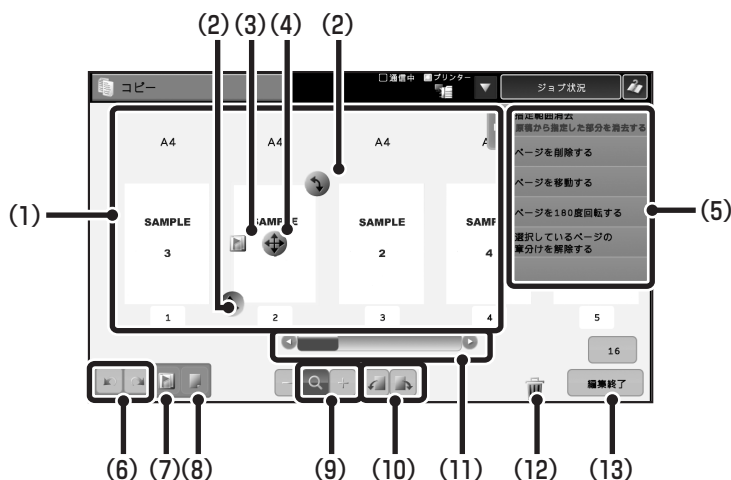 (2) (3) (4) (2)
コピー
□通信中 プリンター
ジョブ状況
A4 A4 A4
指定範囲消去
原稿から指定した部分を消去する
ページを削除する
ページを移動する
ページを180度回転する
選択しているページの
章分けを解除する
(1)
(5)
SAMPLE SAMPLE SAMPLE SAMP
3 2 4
1 2 3 4 5
16
編集終了
(6) (7) (8) (9) (10) (11) (12) (13)